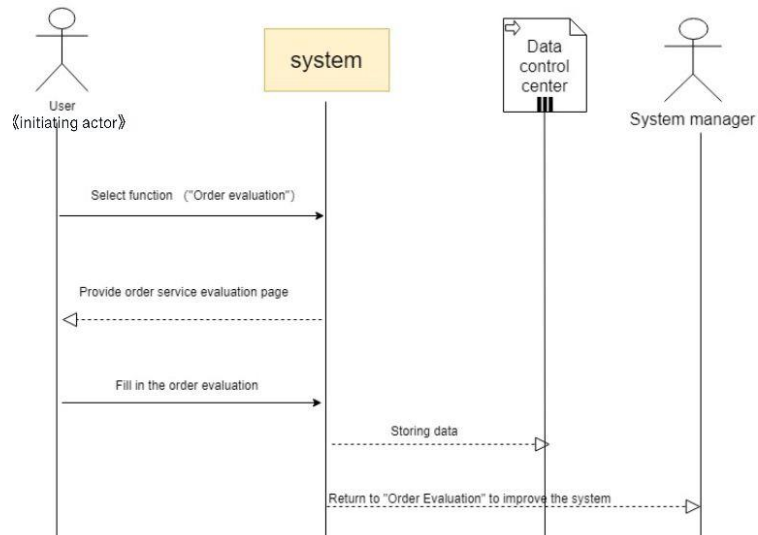 system
Data
control
center
User
《initiating actor》
System manager
Select function ("Order evaluation")
Provide order service evaluation page
Fill in the order evaluation
Storing data
Return to "Order Evaluation" to improve the system